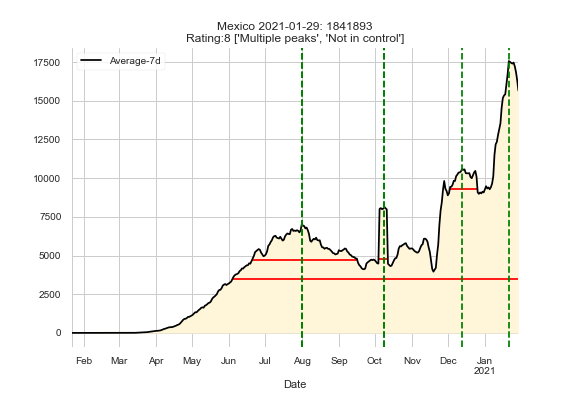 Mexico 2021-01-29: 1841893
Rating:8 ['Multiple peaks', 'Not in control']
Average-7d
17500
15000
12500
10000
7500
5000
2500
0
Feb Mar Apr May Jun Jul Aug Sep Oct Nov Dec Jan
2021
Date